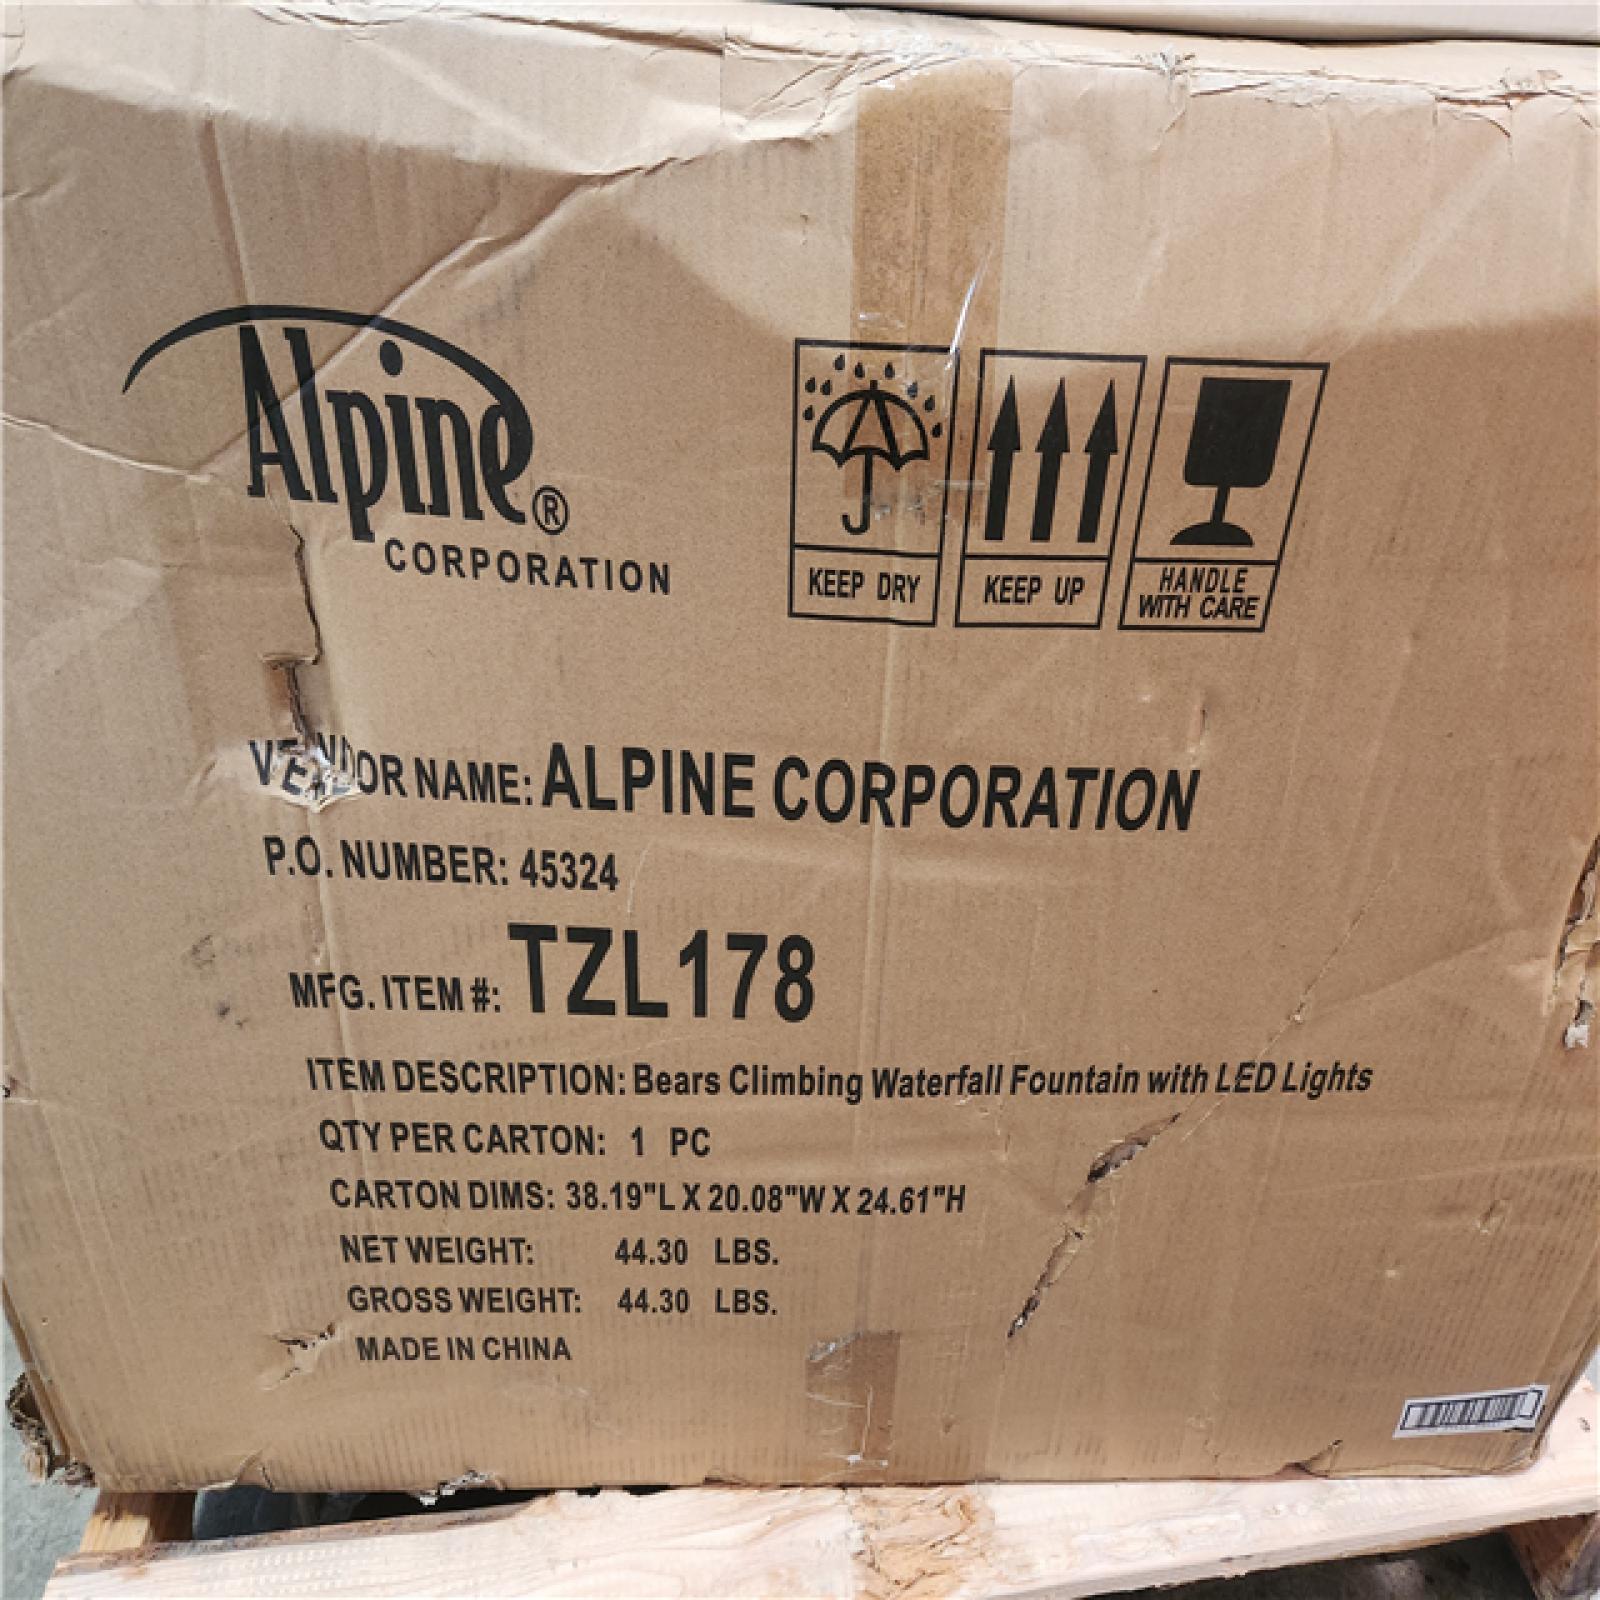 Alpine®
CORPORATION
KEEP DRY
KEEP UP
HANDLE
WITH CARE
VENDOR NAME: ALPINE CORPORATION
P.O. NUMBER: 45324
MFG. ITEM #: TZL178
ITEM DESCRIPTION: Bears Climbing Waterfall Fountain with LED Lights
QTY PER CARTON: 1 PC
CARTON DIMS: 38.19"L X 20.08"W X 24.61"H
NET WEIGHT: 44.30 LBS.
GROSS WEIGHT: 44.30 LBS.
MADE IN CHINA